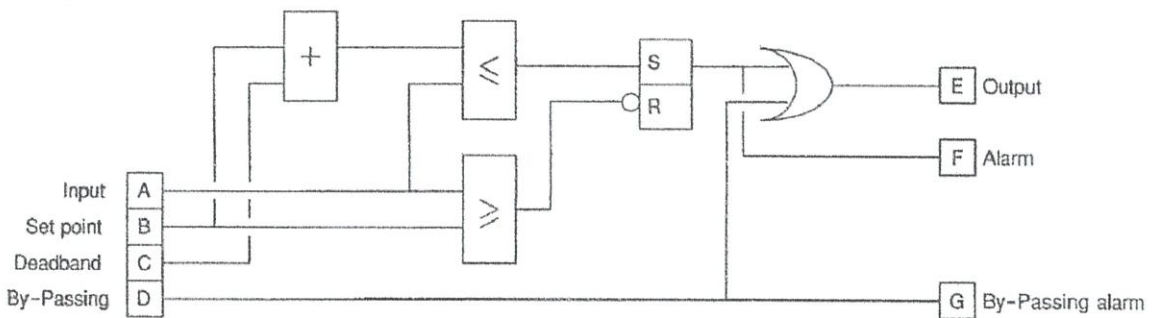 +
≤
≥
S
R
E Output
F Alarm
Input A
Set point B
Deadband C
By-Passing D
G By-Passing alarm